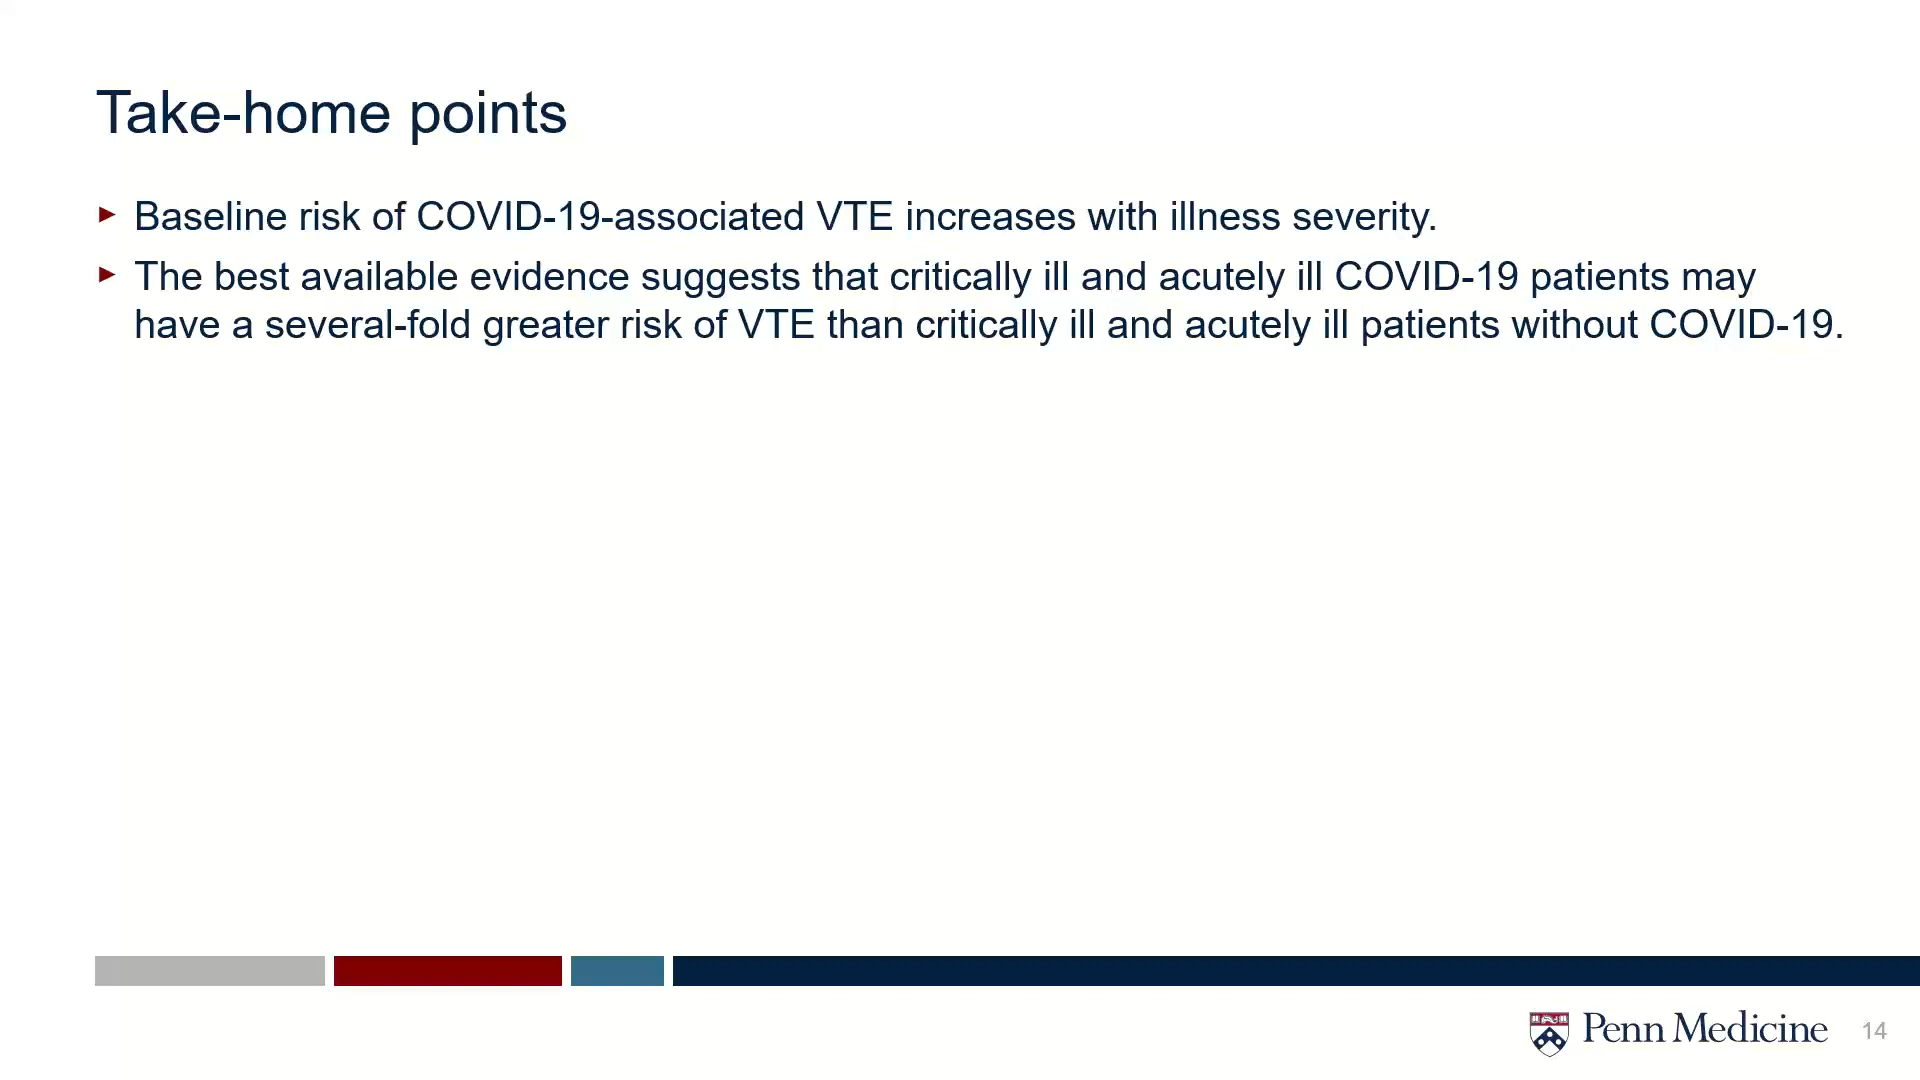 Take-home points
Baseline risk of COVID-19-associated VTE increases with illness severity.
The best available evidence suggests that critically ill and acutely ill COVID-19 patients may
have a several-fold greater risk of VTE than critically ill and acutely ill patients without COVID-19.
Penn Medicine
14